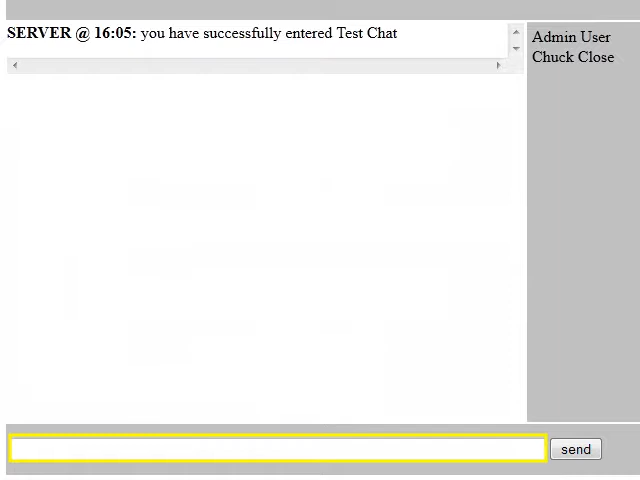 SERVER @ 16:05: you have successfully entered Test Chat
Admin User
Chuck Close
send